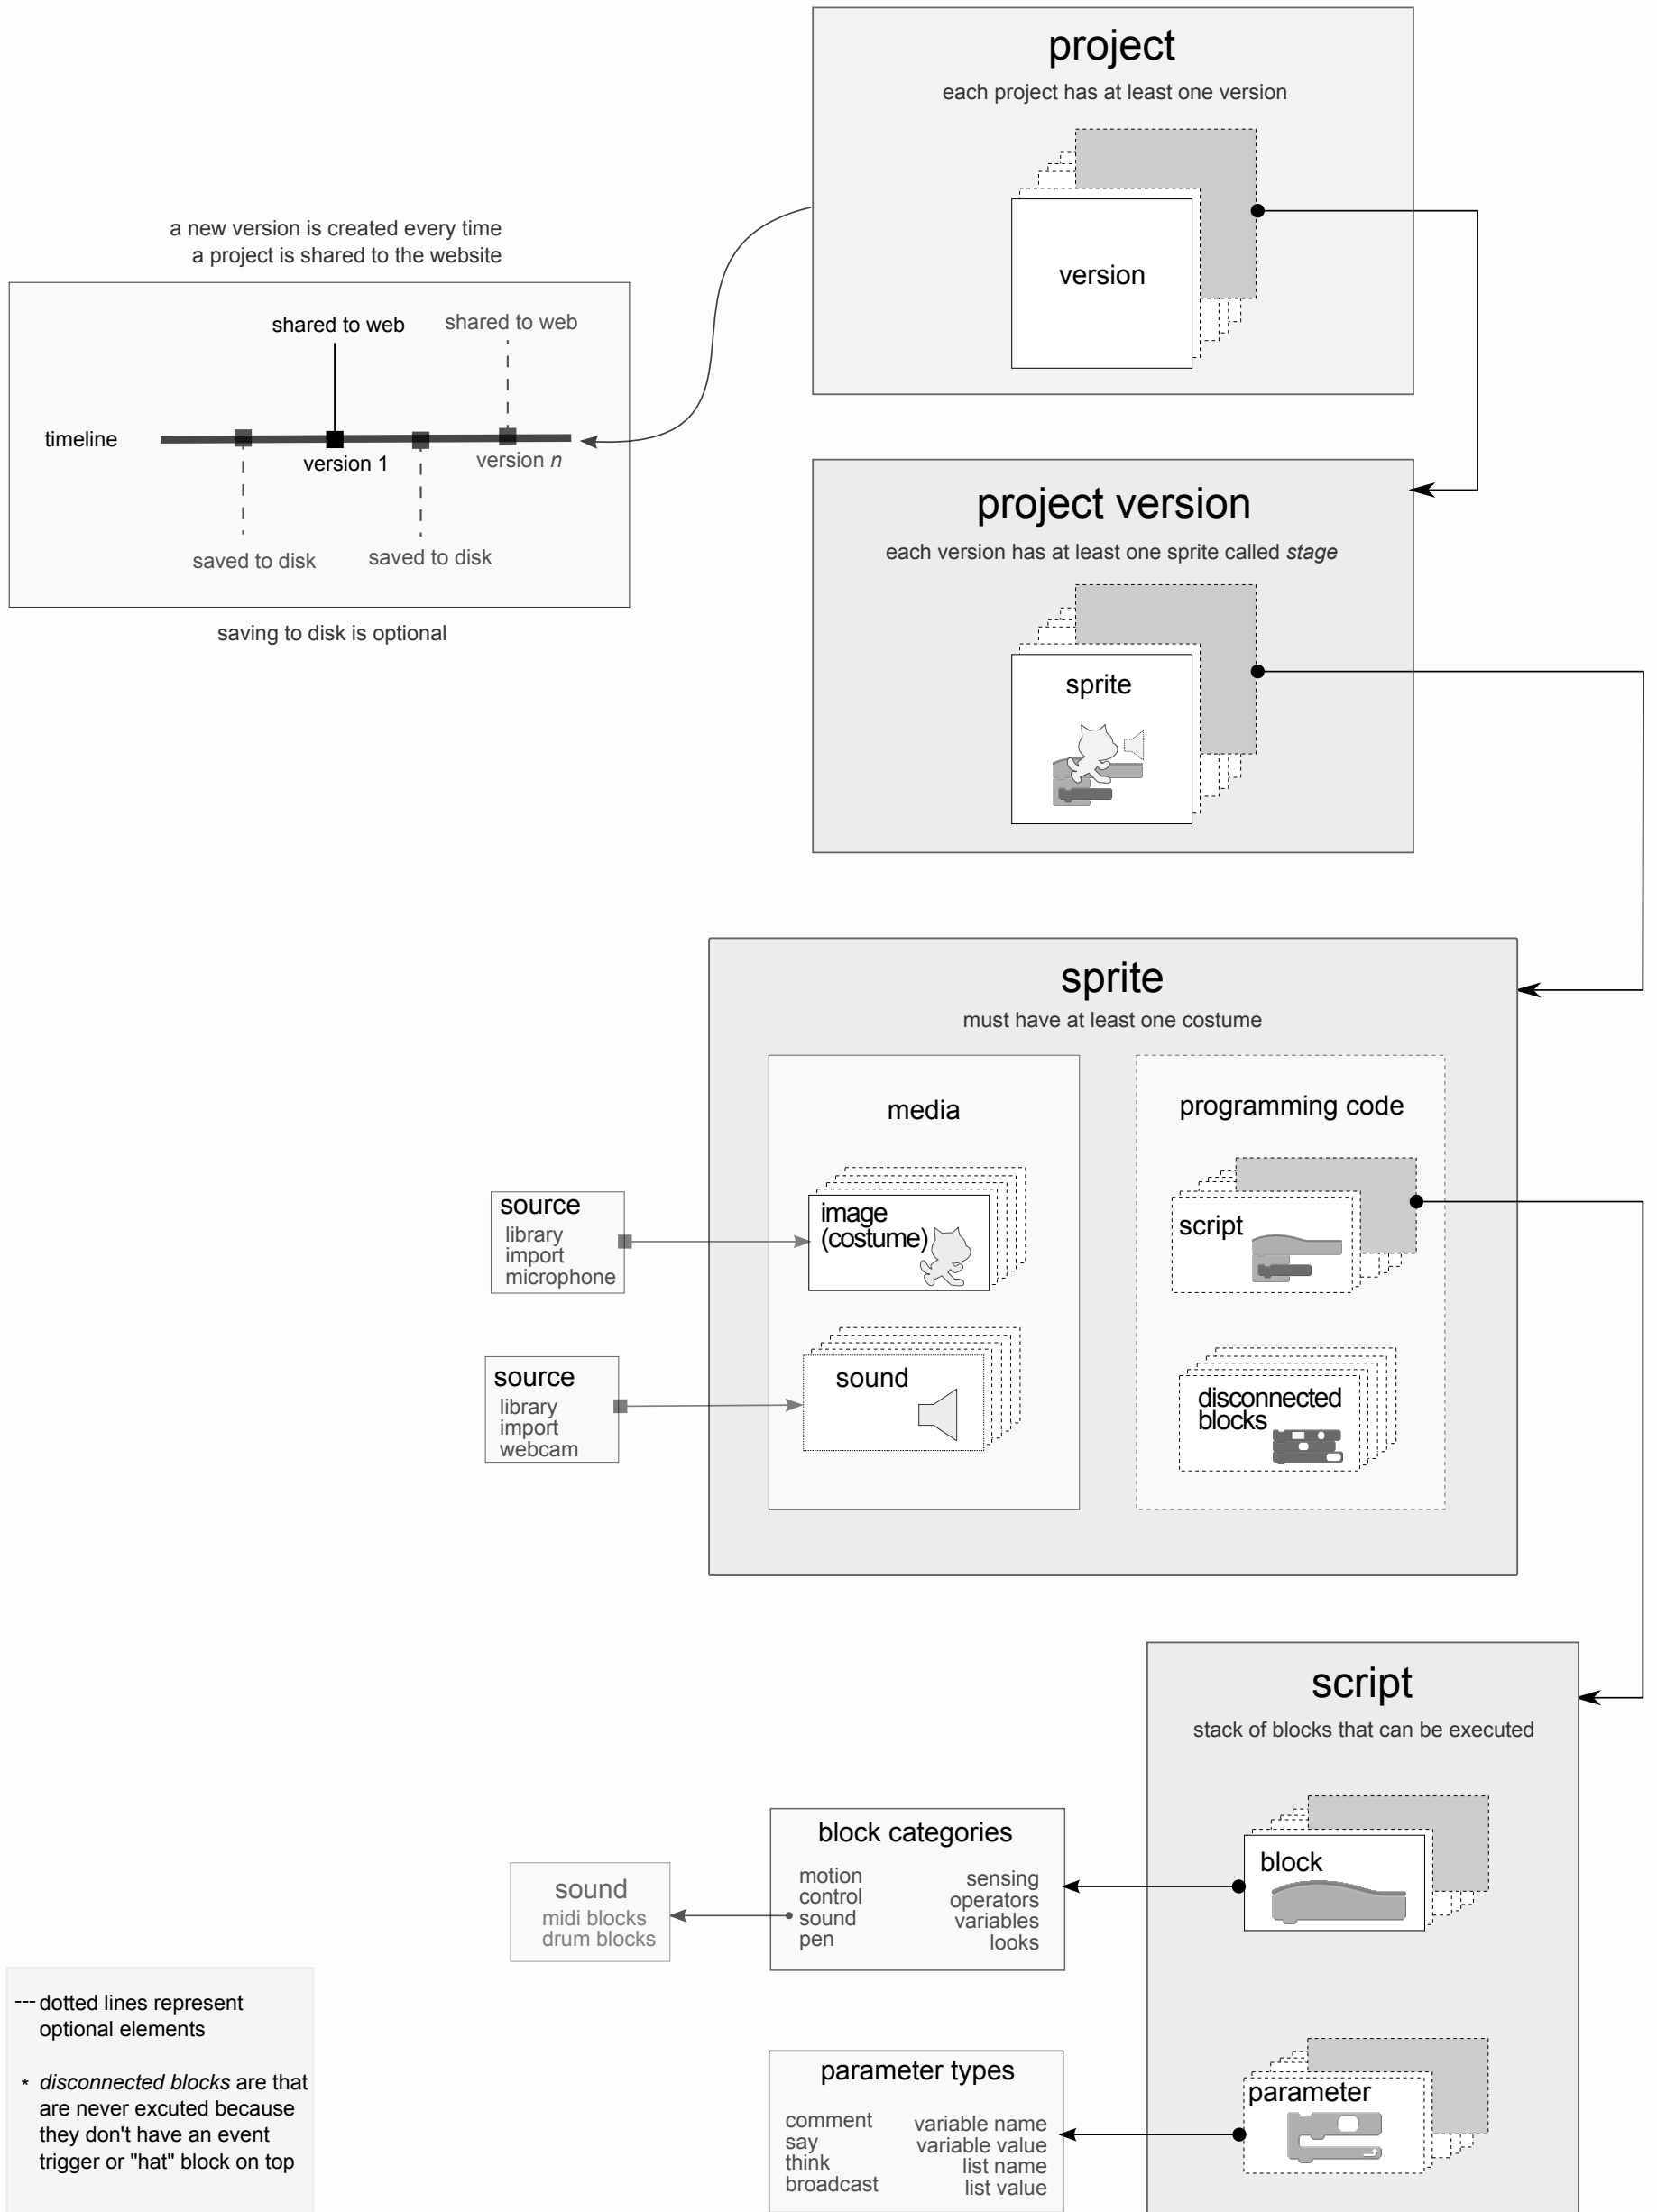 project
each project has at least one version
version
a new version is created every time
a project is shared to the website
shared to web
shared to web
timeline
version 1
version n
saved to disk
saved to disk
saving to disk is optional
project version
each version has at least one sprite called stage
sprite
sprite
must have at least one costume
media
programming code
source
library
import
microphone
image
(costume)
script
source
library
import
webcam
sound
disconnected
blocks
script
stack of blocks that can be executed
block categories
motion
control
sound
pen
sensing
operators
variables
looks
block
sound
midi blocks
drum blocks
--- dotted lines represent
optional elements
* disconnected blocks are that
are never excuted because
they don't have an event
trigger or "hat" block on top
parameter types
comment
say
think
broadcast
variable name
variable value
list name
list value
parameter